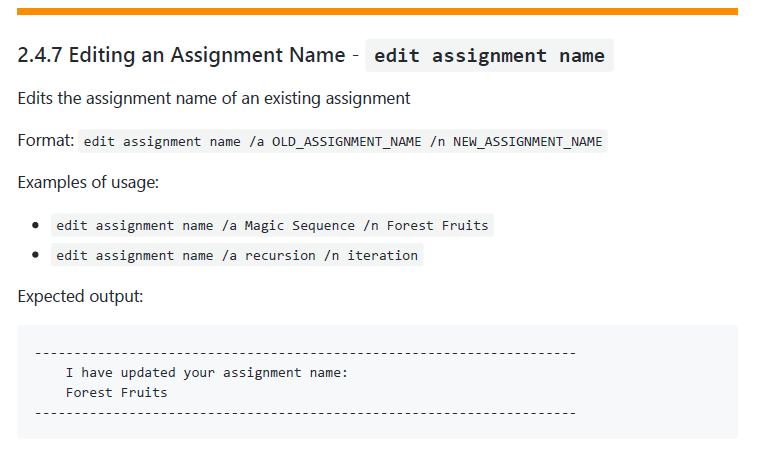 2.4.7 Editing an Assignment Name - edit assignment name
Edits the assignment name of an existing assignment
Format: edit assignment name /a OLD_ASSIGNMENT_NAME /n NEW_ASSIGNMENT_NAME
Examples of usage:
• edit assignment name /a Magic Sequence /n Forest Fruits
• edit assignment name /a recursion /n iteration
Expected output:
----------------------------------------------------------------------
I have updated your assignment name:
Forest Fruits
----------------------------------------------------------------------